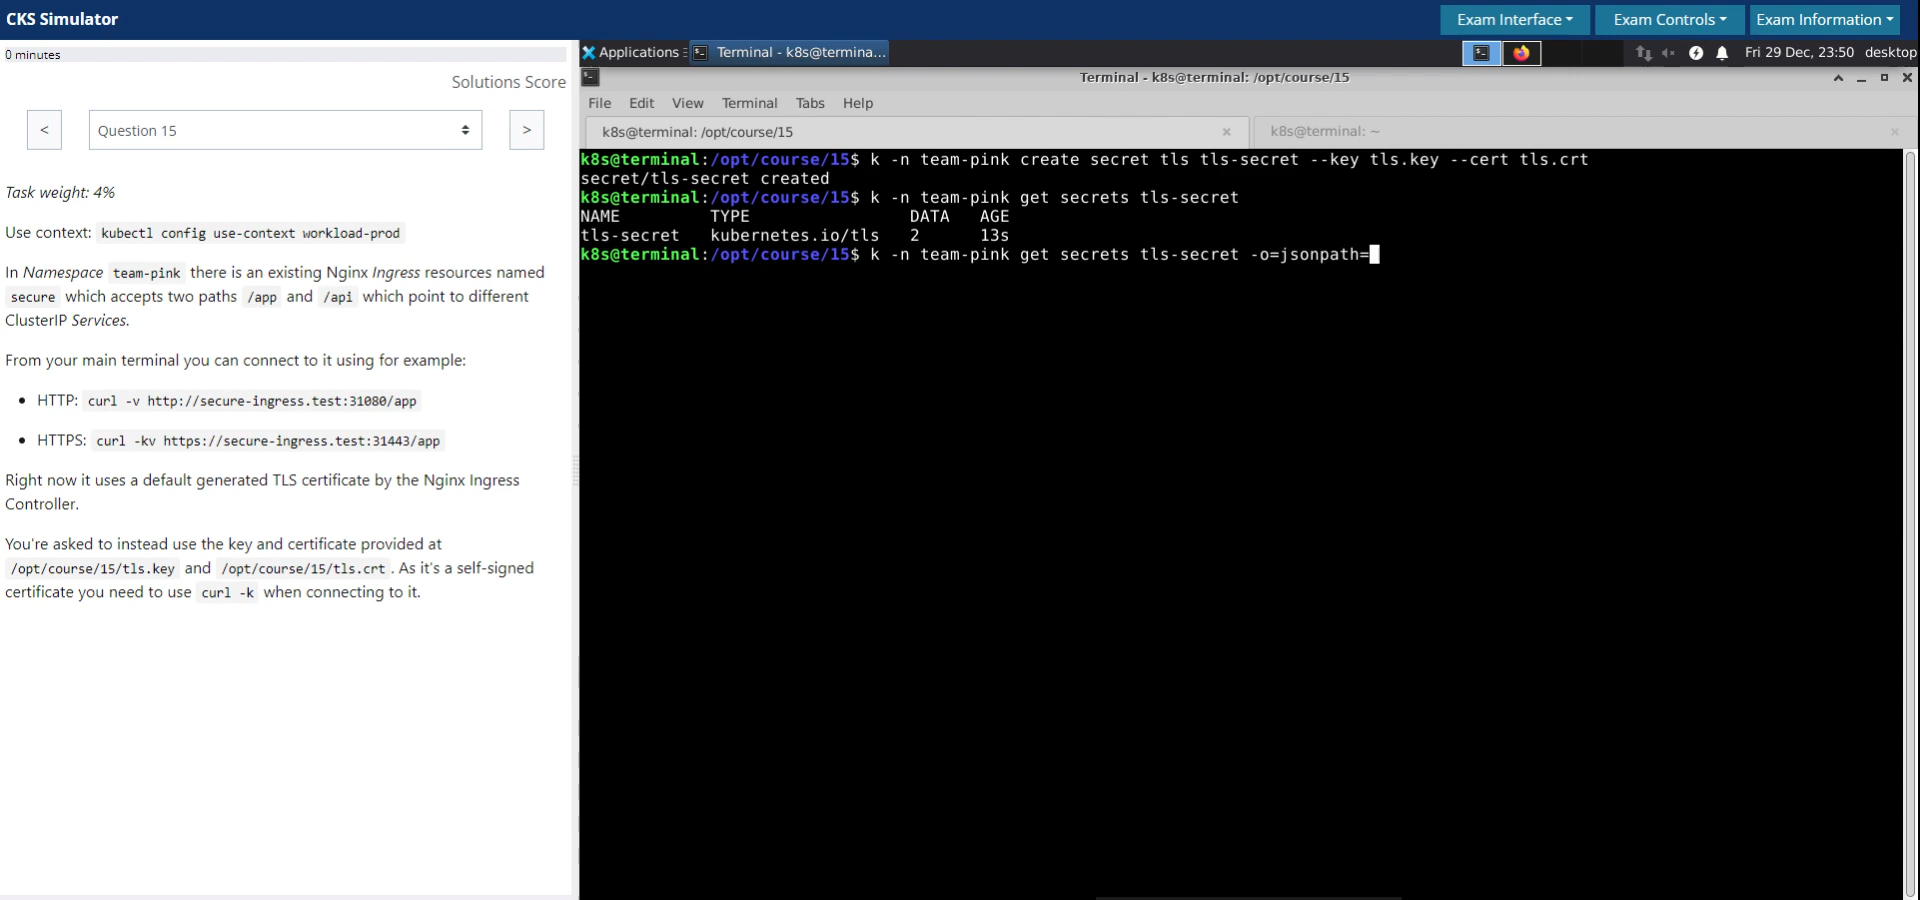 CKS Simulator
Exam Interface
Exam Controls
Exam Information
0 minutes
Solutions Score
<
Question 15
>
Task weight: 4%
Use context: kubectl config use-context workload-prod
In Namespace team-pink there is an existing Nginx Ingress resources named
secure which accepts two paths /app and /api which point to different
ClusterIP Services.
From your main terminal you can connect to it using for example:
• HTTP: curl -v http://secure-ingress.test:31080/app
• HTTPS: curl -kv https://secure-ingress.test:31443/app
Right now it uses a default generated TLS certificate by the Nginx Ingress
Controller.
You're asked to instead use the key and certificate provided at
/opt/course/15/tls.key and /opt/course/15/tls.crt. As it's a self-signed
certificate you need to use curl -k when connecting to it.
Applications
Terminal - k8s@termina...
Fri 29 Dec, 23:50 desktop
Terminal - k8s@terminal: /opt/course/15
File Edit View Terminal Tabs Help
k8s@terminal: /opt/course/15
k8s@terminal: ~
k8s@terminal:/opt/course/15$ k -n team-pink create secret tls tls-secret --key tls.key --cert tls.crt
secret/tls-secret created
k8s@terminal:/opt/course/15$ k -n team-pink get secrets tls-secret
NAME TYPE DATA AGE
tls-secret kubernetes.io/tls 2 13s
k8s@terminal:/opt/course/15$ k -n team-pink get secrets tls-secret -o=jsonpath=